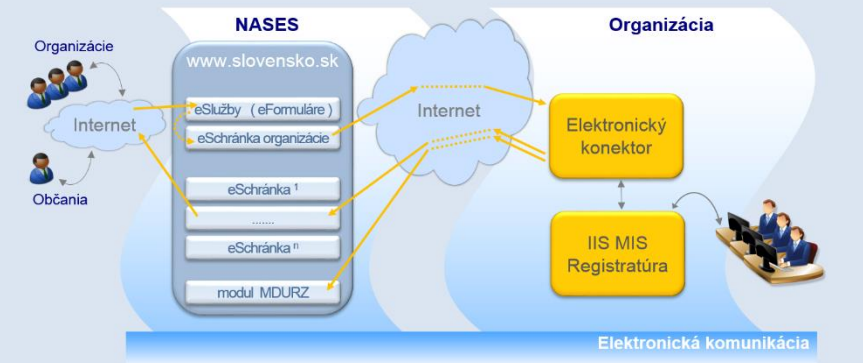 NASES
Organizácia
Organizácie
www.slovensko.sk
eSlužby ( eFormuláre )
Internet
eSchránka organizácie
Internet
Elektronický
konektor
Občania
eSchránka 1
.......
eSchránka n
IIS MIS
Registratúra
modul MDURZ
Elektronická komunikácia